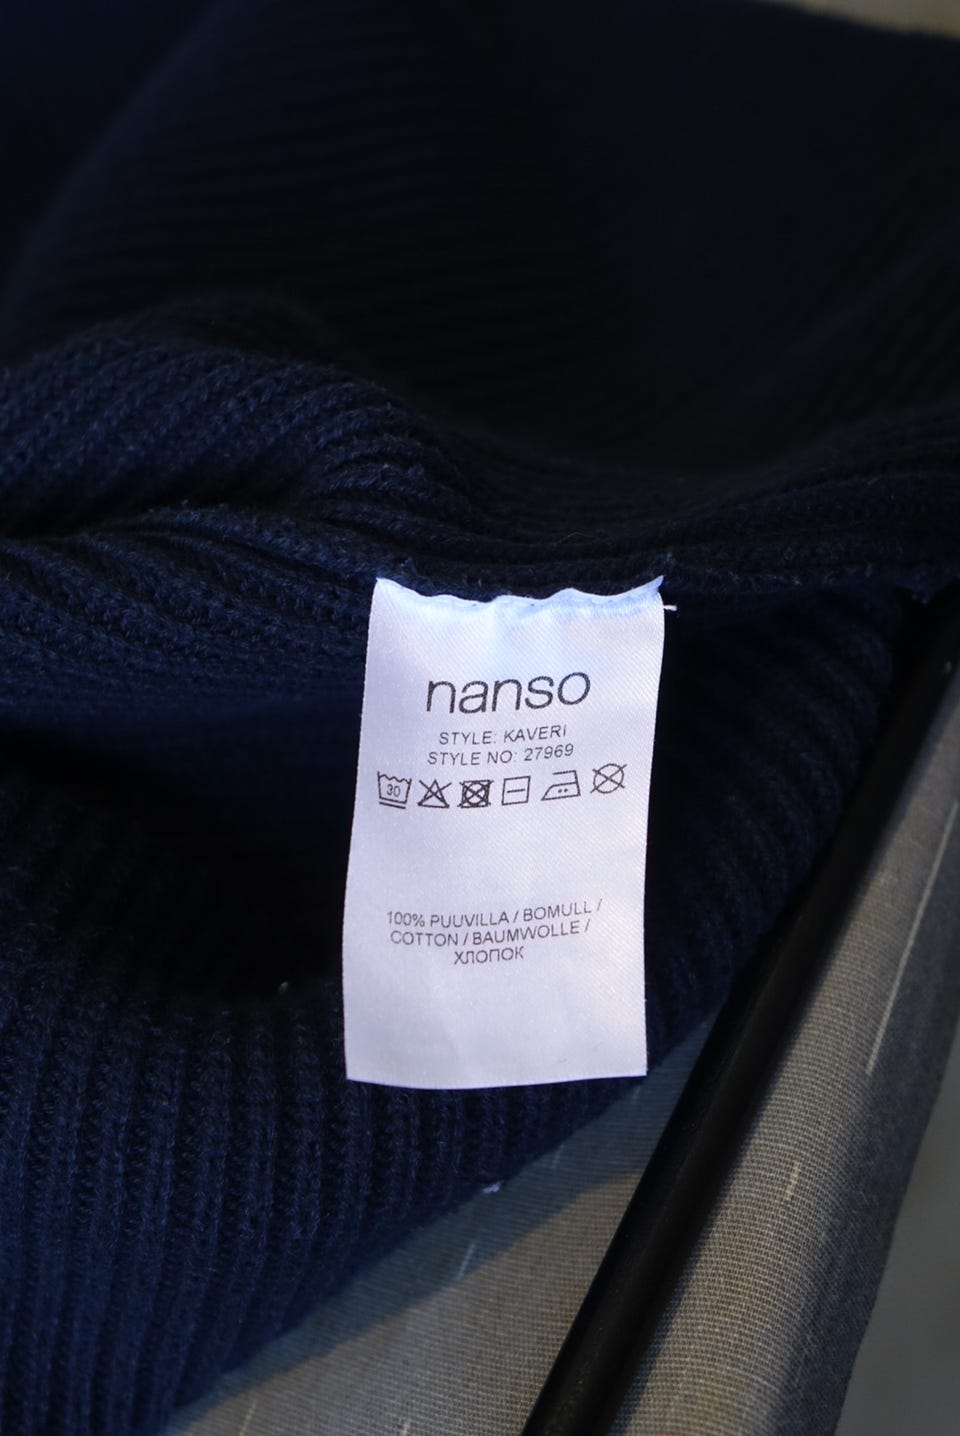 nanso
STYLE: KAVERI
STYLE NO: 27969
30
100% PUUVILLA / BOMULL /
COTTON / BAUMWOLLE /
ХЛОПОК